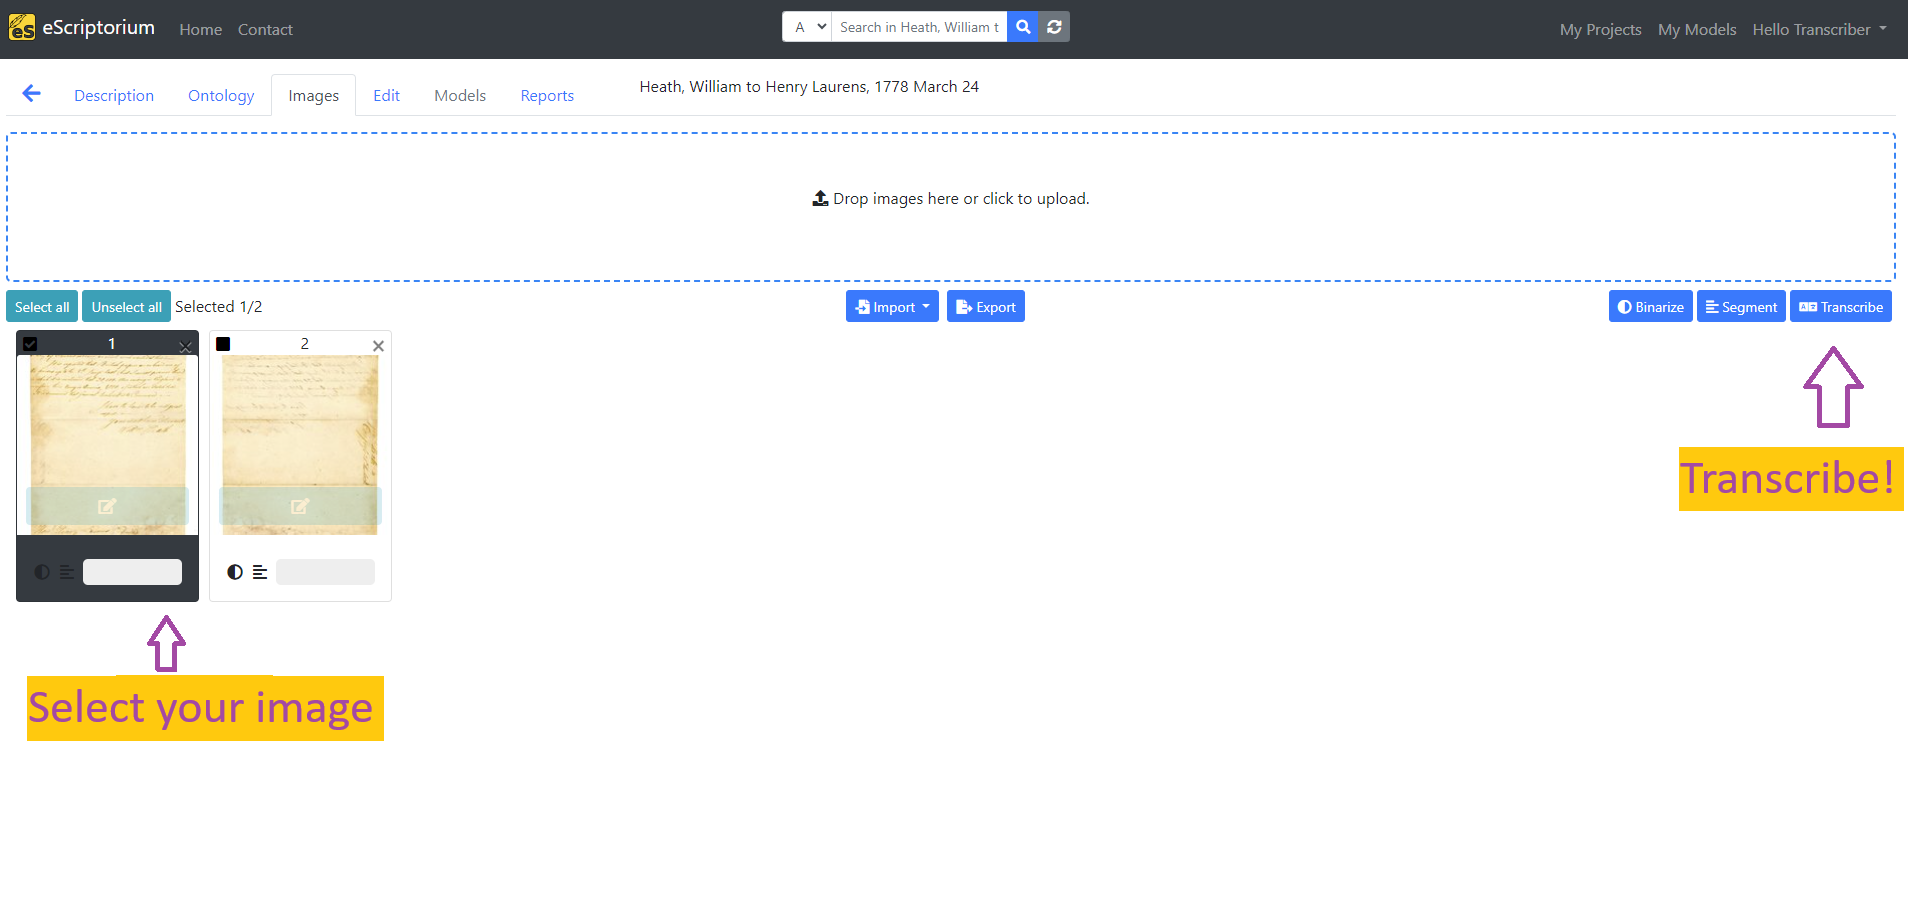 eScriptorium Home Contact A Search in Heath, William t My Projects My Models Hello Transcriber
Description Ontology Images Edit Models Reports Heath, William to Henry Laurens, 1778 March 24
Drop images here or click to upload.
Select all Unselect all Selected 1/2 Import Export Binarize Segment Transcribe
1 2
Transcribe!
Select your image